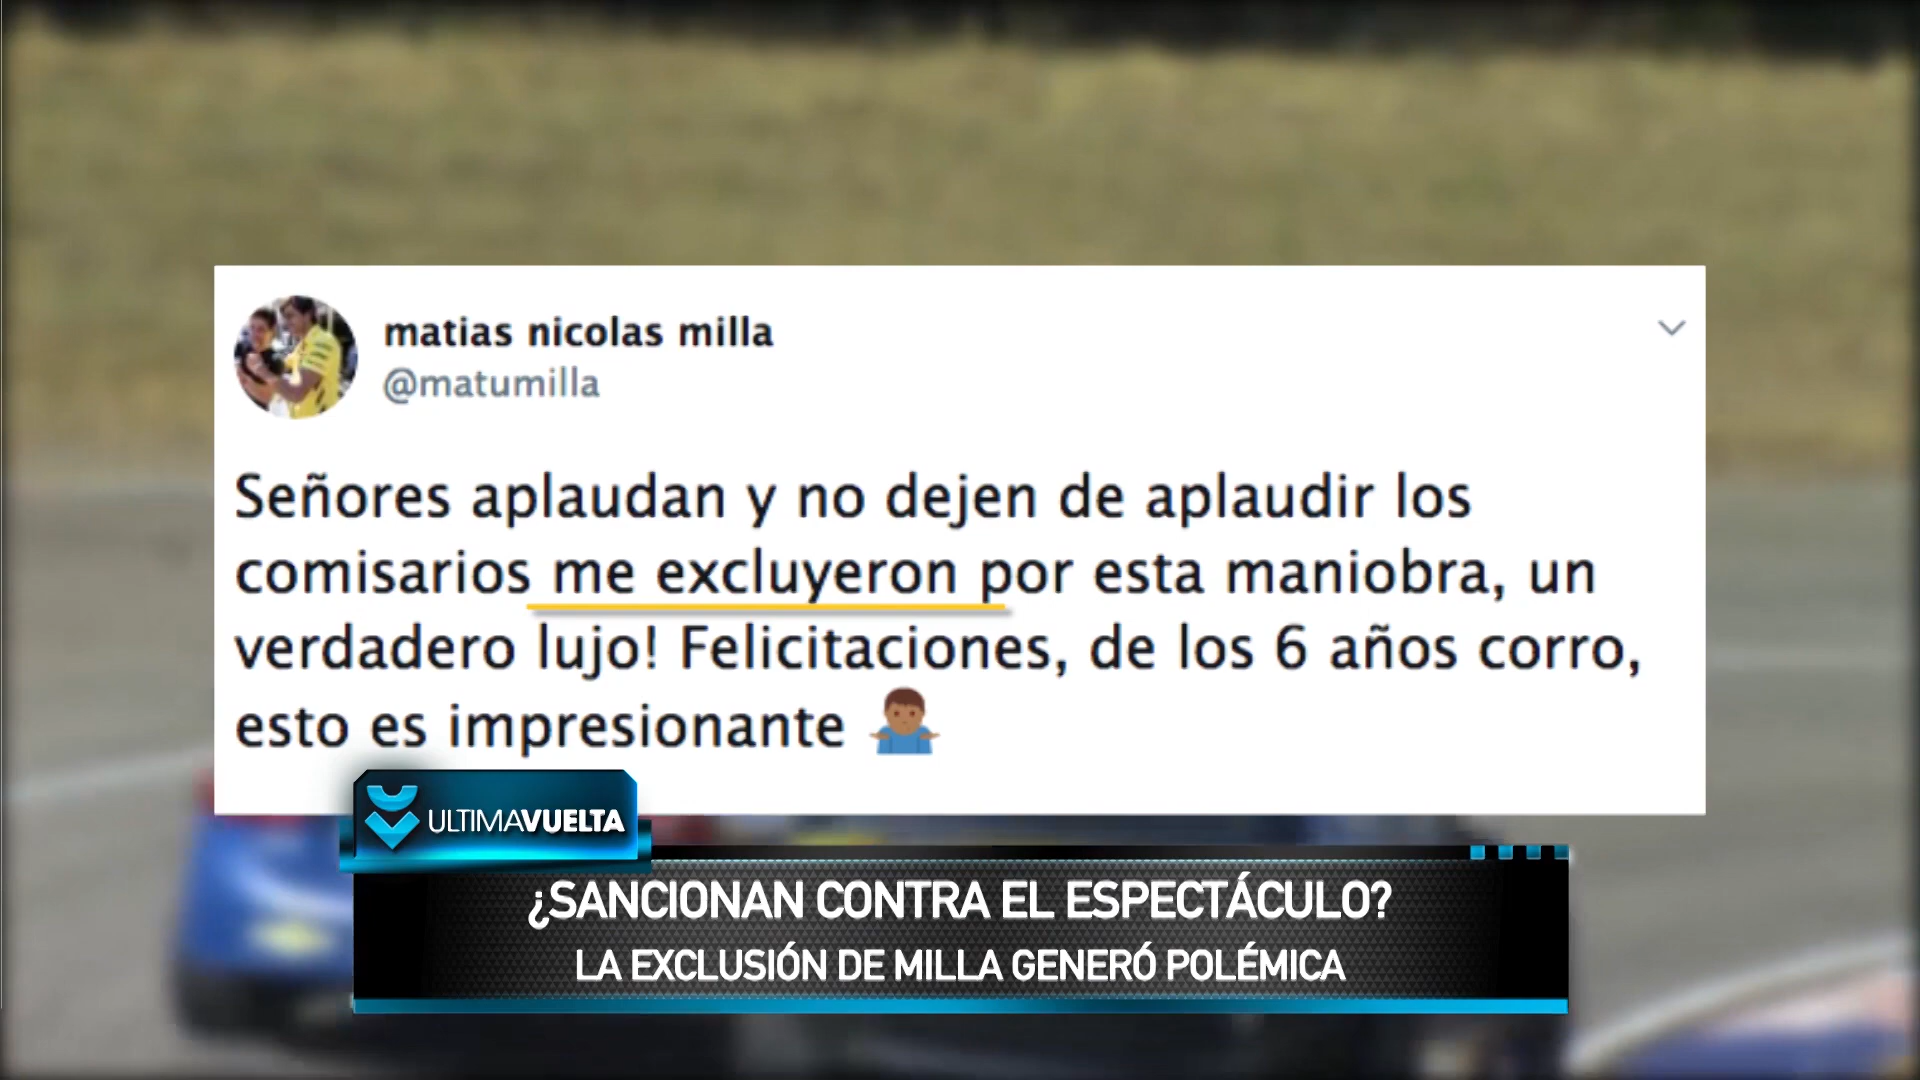 matias nicolas milla
@matumilla
Señores aplaudan y no dejen de aplaudir los
comisarios me excluyeron por esta maniobra, un
verdadero lujo! Felicitaciones, de los 6 años corro,
esto es impresionante 🤷🏾‍♂️
ULTIMAVUELTA
¿SANCIONAN CONTRA EL ESPECTÁCULO?
LA EXCLUSIÓN DE MILLA GENERÓ POLÉMICA